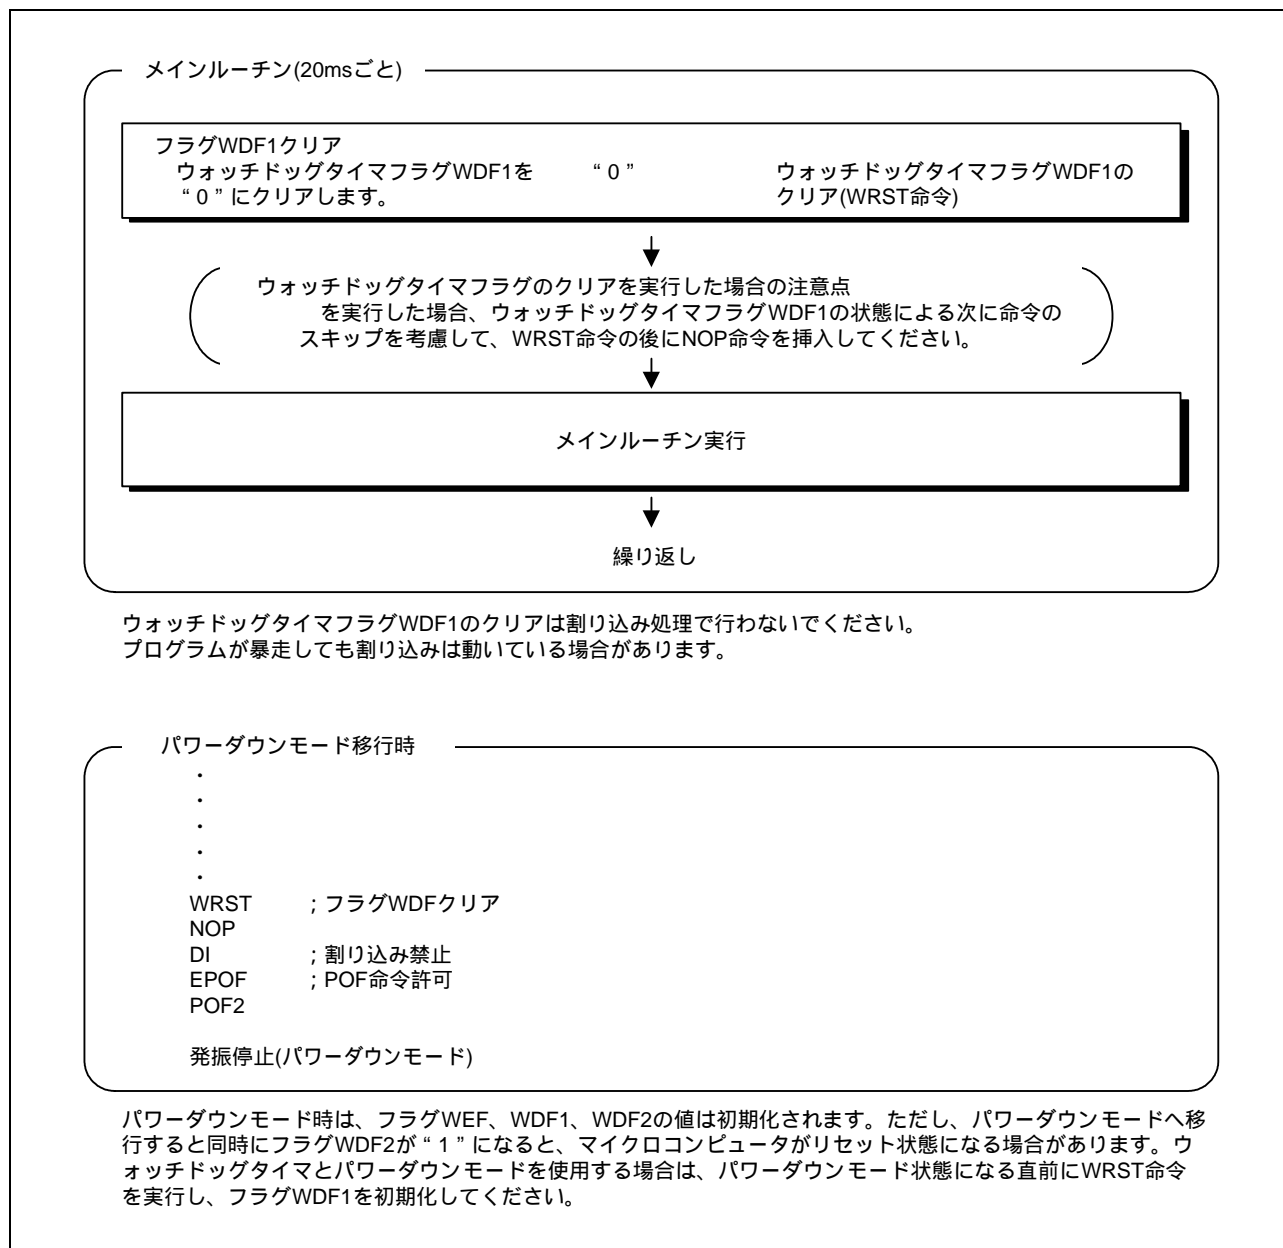 メインルーチン(20msごと)
フラグWDF1クリア
ウォッチドッグタイマフラグWDF1を “0” ウォッチドッグタイマフラグWDF1の
“0”にクリアします。 クリア(WRST命令)
ウォッチドッグタイマフラグのクリアを実行した場合の注意点
を実行した場合、ウォッチドッグタイマフラグWDF1の状態による次に命令の
スキップを考慮して、WRST命令の後にNOP命令を挿入してください。
メインルーチン実行
繰り返し
ウォッチドッグタイマフラグWDF1のクリアは割り込み処理で行わないでください。
プログラムが暴走しても割り込みは動いている場合があります。
パワーダウンモード移行時
・
・
・
・
・
WRST ;フラグWDFクリア
NOP
DI ;割り込み禁止
EPOF ;POF命令許可
POF2
発振停止(パワーダウンモード)
パワーダウンモード時は、フラグWEF、WDF1、WDF2の値は初期化されます。ただし、パワーダウンモードへ移
行すると同時にフラグWDF2が“1”になると、マイクロコンピュータがリセット状態になる場合があります。ウ
ォッチドッグタイマとパワーダウンモードを使用する場合は、パワーダウンモード状態になる直前にWRST命令
を実行し、フラグWDF1を初期化してください。